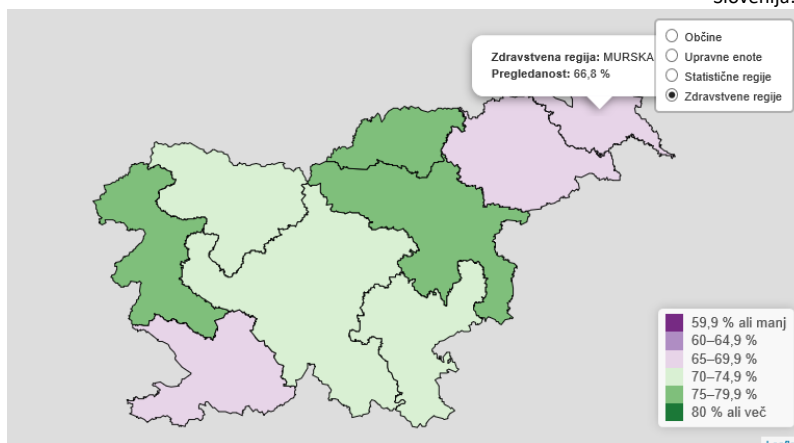 Slovenija:
Zdravstvena regija: MURSKA
Pregledanost: 66,8 %
Občine
Upravne enote
Statistične regije
Zdravstvene regije
59,9 % ali manj
60–64,9 %
65–69,9 %
70–74,9 %
75–79,9 %
80 % ali več